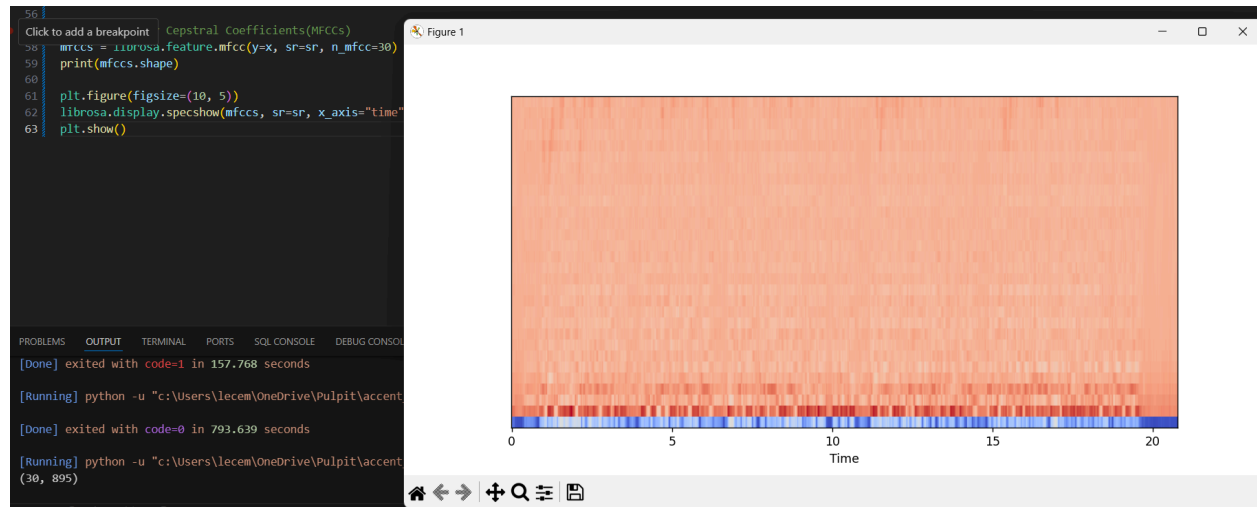 56
Click to add a breakpoint Cepstral Coefficients(MFCCs)
58 mfccs = librosa.feature.mfcc(y=x, sr=sr, n_mfcc=30)
59 print(mfccs.shape)
60
61 plt.figure(figsize=(10, 5))
62 librosa.display.specshow(mfccs, sr=sr, x_axis="time"
63 plt.show()
PROBLEMS OUTPUT TERMINAL PORTS SQL CONSOLE DEBUG CONSOL
[Done] exited with code=1 in 157.768 seconds
[Running] python -u "c:\Users\lecem\OneDrive\Pulpit\accent
[Done] exited with code=0 in 793.639 seconds
[Running] python -u "c:\Users\lecem\OneDrive\Pulpit\accent
(30, 895)
Figure 1
0 5 10 15 20
Time